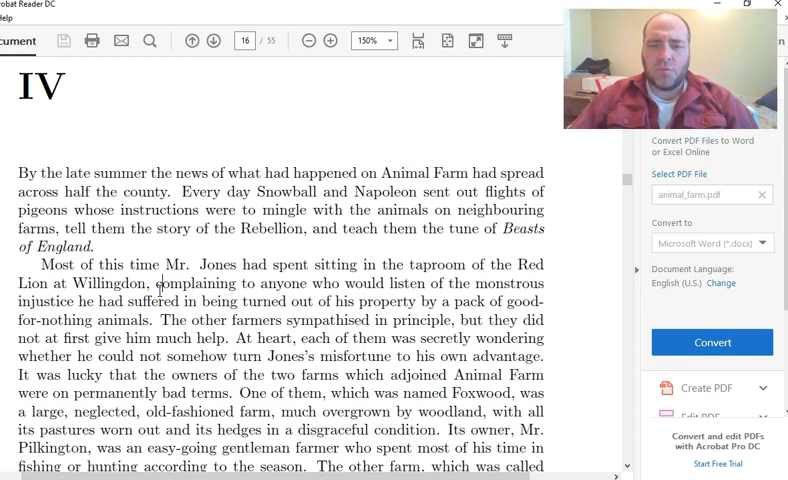 obat Reader DC
Help
ocument
16 / 55
150%
IV
By the late summer the news of what had happened on Animal Farm had spread
across half the county. Every day Snowball and Napoleon sent out flights of
pigeons whose instructions were to mingle with the animals on neighbouring
farms, tell them the story of the Rebellion, and teach them the tune of Beasts
of England.
Most of this time Mr. Jones had spent sitting in the taproom of the Red
Lion at Willingdon, complaining to anyone who would listen of the monstrous
injustice he had suffered in being turned out of his property by a pack of good-
for-nothing animals. The other farmers sympathised in principle, but they did
not at first give him much help. At heart, each of them was secretly wondering
whether he could not somehow turn Jones's misfortune to his own advantage.
It was lucky that the owners of the two farms which adjoined Animal Farm
were on permanently bad terms. One of them, which was named Foxwood, was
a large, neglected, old-fashioned farm, much overgrown by woodland, with all
its pastures worn out and its hedges in a disgraceful condition. Its owner, Mr.
Pilkington, was an easy-going gentleman farmer who spent most of his time in
fishing or hunting according to the season. The other farm, which was called
Convert PDF Files to Word
or Excel Online
Select PDF File
animal_farm.pdf
Convert to
Microsoft Word (*.docx)
Document Language:
English (U.S.) Change
Convert
Create PDF
Edit PDF
Convert and edit PDFs
with Acrobat Pro DC
Start Free Trial